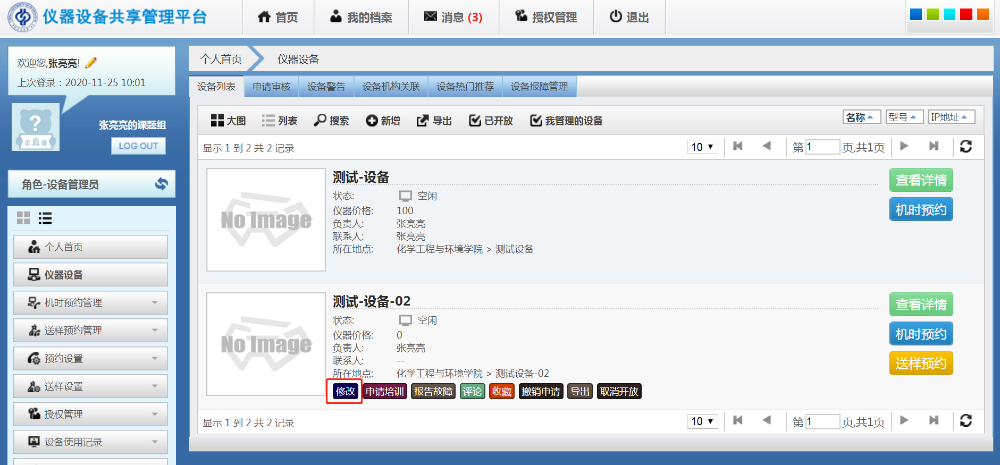 仪器设备共享管理平台
首页
我的档案
消息 (3)
授权管理
退出
欢迎您,张亮亮!
上次登录：2020-11-25 10:01
?
求真像
张亮亮的课题组
LOG OUT
角色-设备管理员
个人首页
仪器设备
机时预约管理
送样预约管理
预约设置
送样设置
授权管理
设备使用记录
个人首页
仪器设备
设备列表
申请审核
设备警告
设备机构关联
设备热门推荐
设备报障管理
大图
列表
搜索
新增
导出
已开放
我管理的设备
名称
型号
IP地址
显示 1 到 2 共 2 记录
10
第 1 页,共1页
No Image
测试-设备
状态: 空闲
仪器价格: 100
负责人: 张亮亮
联系人: 张亮亮
所在地点: 化学工程与环境学院 > 测试设备
查看详情
机时预约
No Image
测试-设备-02
状态: 空闲
仪器价格: 0
负责人: 张亮亮
联系人: --
所在地点: 化学工程与环境学院 > 测试设备-02
修改 申请培训 报告故障 评论 收藏 撤销申请 导出 取消开放
查看详情
机时预约
送样预约
显示 1 到 2 共 2 记录
10
第 1 页,共1页